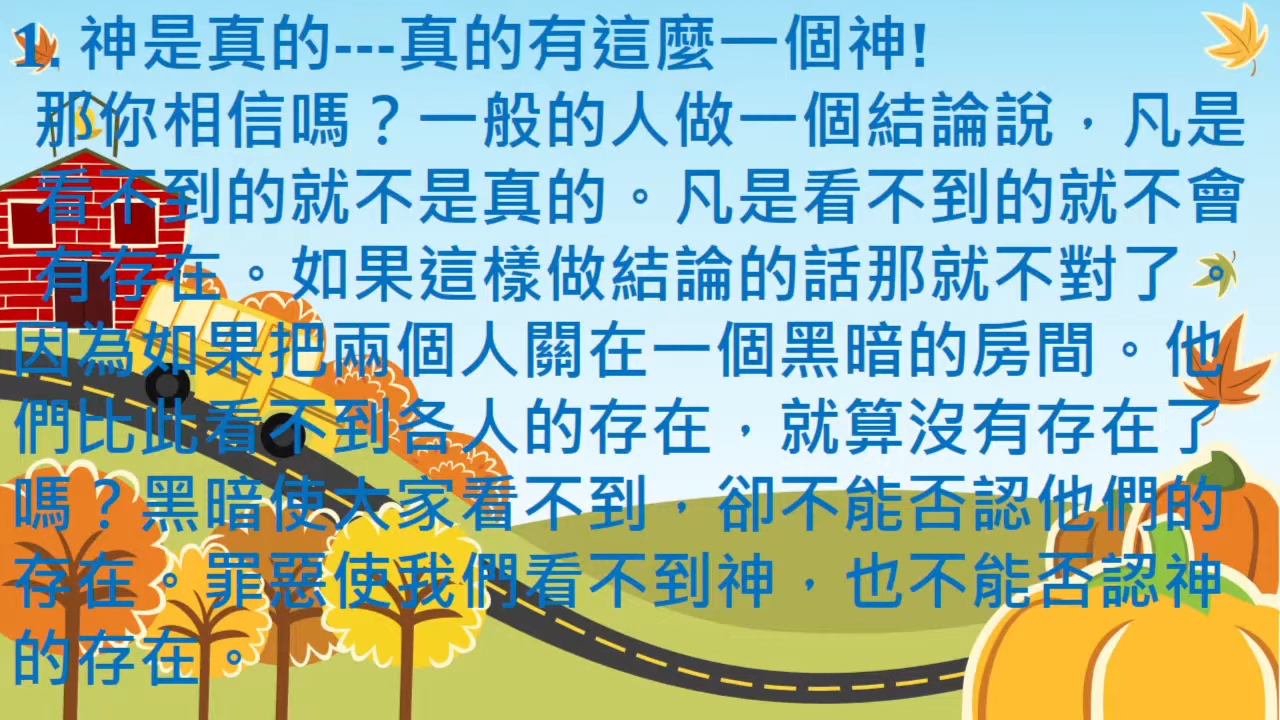 1. 神是真的---真的有這麼一個神!
那你相信嗎？一般的人做一個結論說，凡是
看不到的就不是真的。凡是看不到的就不會
有存在。如果這樣做結論的話那就不對了。
因為如果把兩個人關在一個黑暗的房間。他
們比此看不到各人的存在，就算沒有存在了
嗎？黑暗使大家看不到，卻不能否認他們的
存在。罪惡使我們看不到神，也不能否認神
的存在。